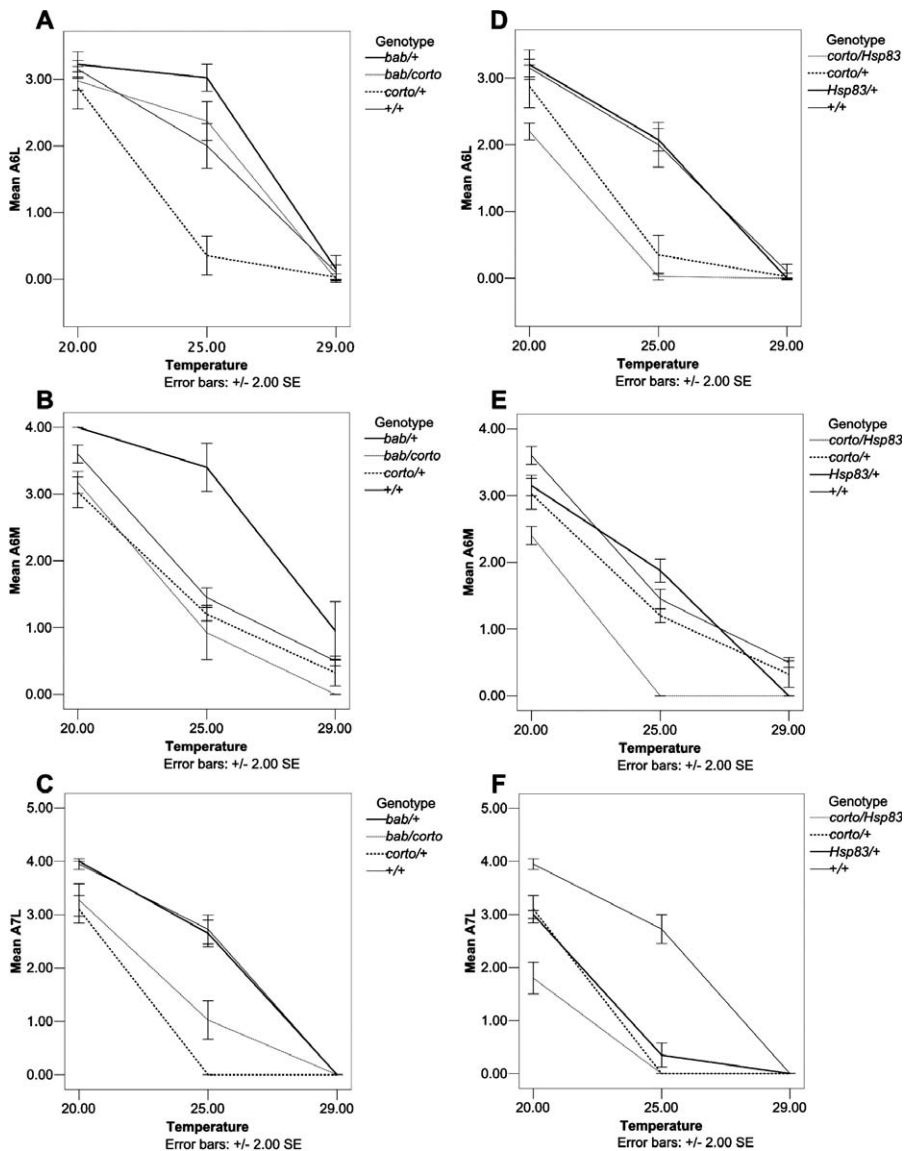 A
Genotype
bab/+
bab/corto
corto/+
+/+
3.00
2.00
1.00
0.00
Mean A6L
20.00
25.00
29.00
Temperature
Error bars: +/- 2.00 SE
D
Genotype
corto/Hsp83
corto/+
Hsp83/+
+/+
3.00
2.00
1.00
0.00
Mean A6L
20.00
25.00
29.00
Temperature
Error bars: +/- 2.00 SE
B
Genotype
bab/+
bab/corto
corto/+
+/+
4.00
3.00
2.00
1.00
0.00
Mean A6M
20.00
25.00
29.00
Temperature
Error bars: +/- 2.00 SE
E
Genotype
corto/Hsp83
corto/+
Hsp83/+
+/+
4.00
3.00
2.00
1.00
0.00
Mean A6M
20.00
25.00
29.00
Temperature
Error bars: +/- 2.00 SE
C
Genotype
bab/+
bab/corto
corto/+
+/+
5.00
4.00
3.00
2.00
1.00
0.00
Mean A7L
20.00
25.00
29.00
Temperature
Error bars: +/- 2.00 SE
F
Genotype
corto/Hsp83
corto/+
Hsp83/+
+/+
5.00
4.00
3.00
2.00
1.00
0.00
Mean A7L
20.00
25.00
29.00
Temperature
Error bars: +/- 2.00 SE